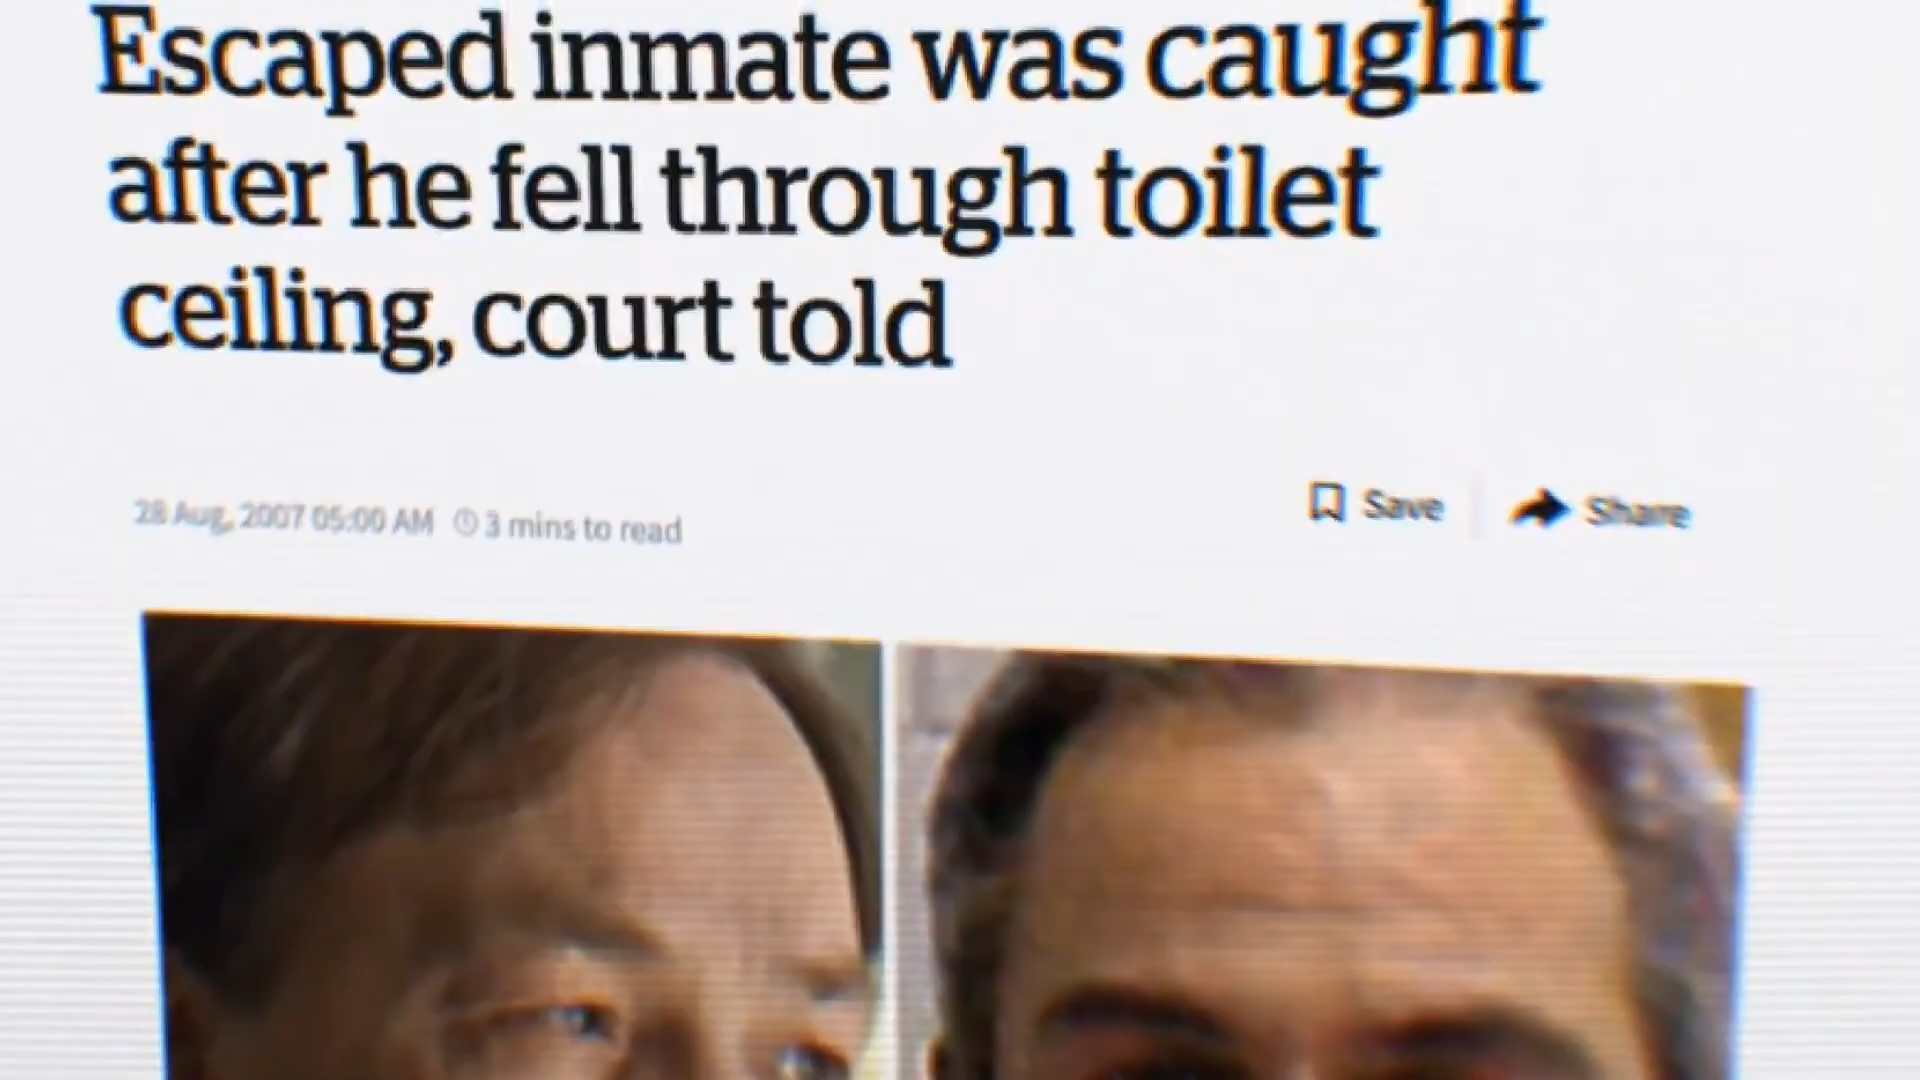 Escaped inmate was caught
after he fell through toilet
ceiling, court told
28 Aug, 2007 05:00 AM 3 mins to read
Save
Share